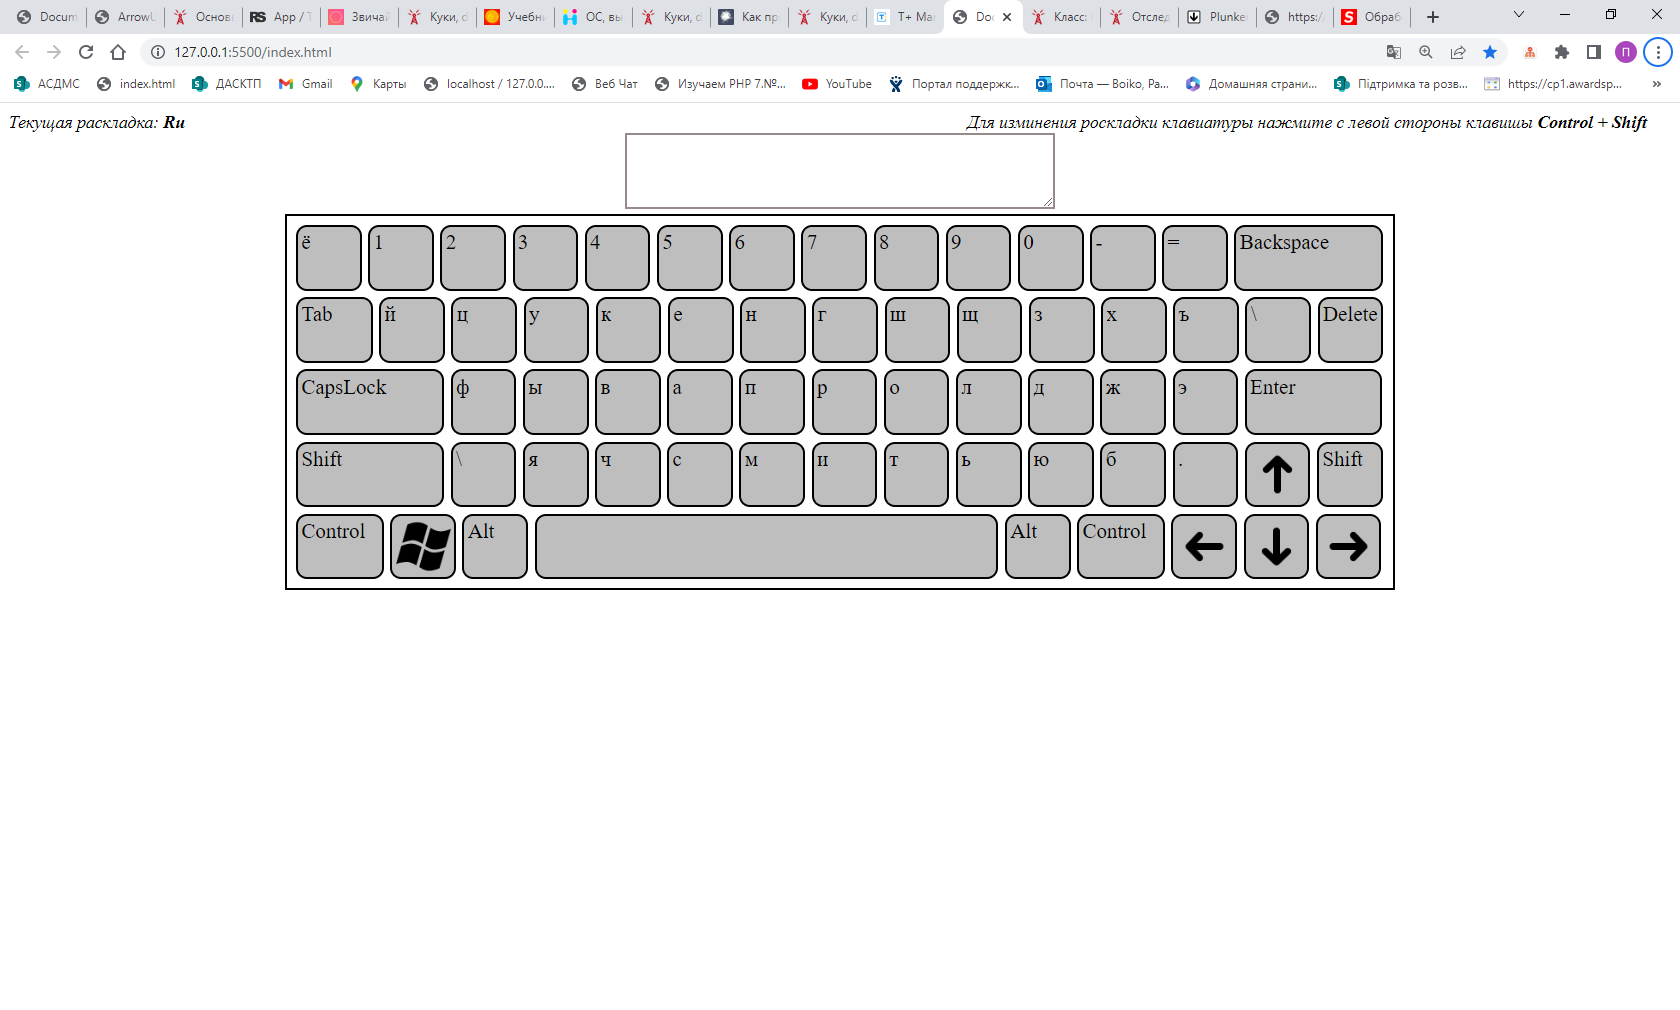 Docum
Основ
RS App / T
Звичай
Куки, d
Учебн
ОС, вы
Куки, d
Как пр
Куки, d
T+ Ма
Do
Класс:
Отслед
Plunke
https:/
S Обраб
127.0.0.1:5500/index.html
П
АСДМС index.html ДАСКТП Gmail Карты localhost / 127.0.0.... Веб Чат Изучаем PHP 7.№... YouTube Портал поддержк... Почта — Boiko, Pa... Домашняя страни... Підтримка та розв... https://cp1.awardsp... »
Текущая раскладка: Ru
Для изминения роскладки клавиатуры нажмите с левой стороны клавишы Control + Shift
ё 1 2 3 4 5 6 7 8 9 0 - = Backspace
Tab й ц у к е н г ш щ з х ъ \ Delete
CapsLock ф ы в а п р о л д ж э Enter
Shift \ я ч с м и т ь ю б . ↑ Shift
Control Alt Alt Control ← ↓ →